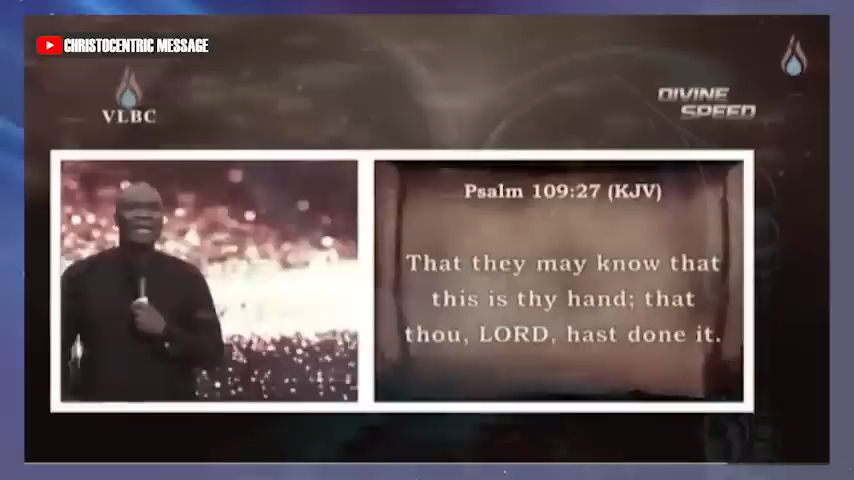 CHRISTOCENTRIC MESSAGE
VLBC
DIVINE
SPEED
Psalm 109:27 (KJV)
That they may know that
this is thy hand; that
thou, LORD, hast done it.